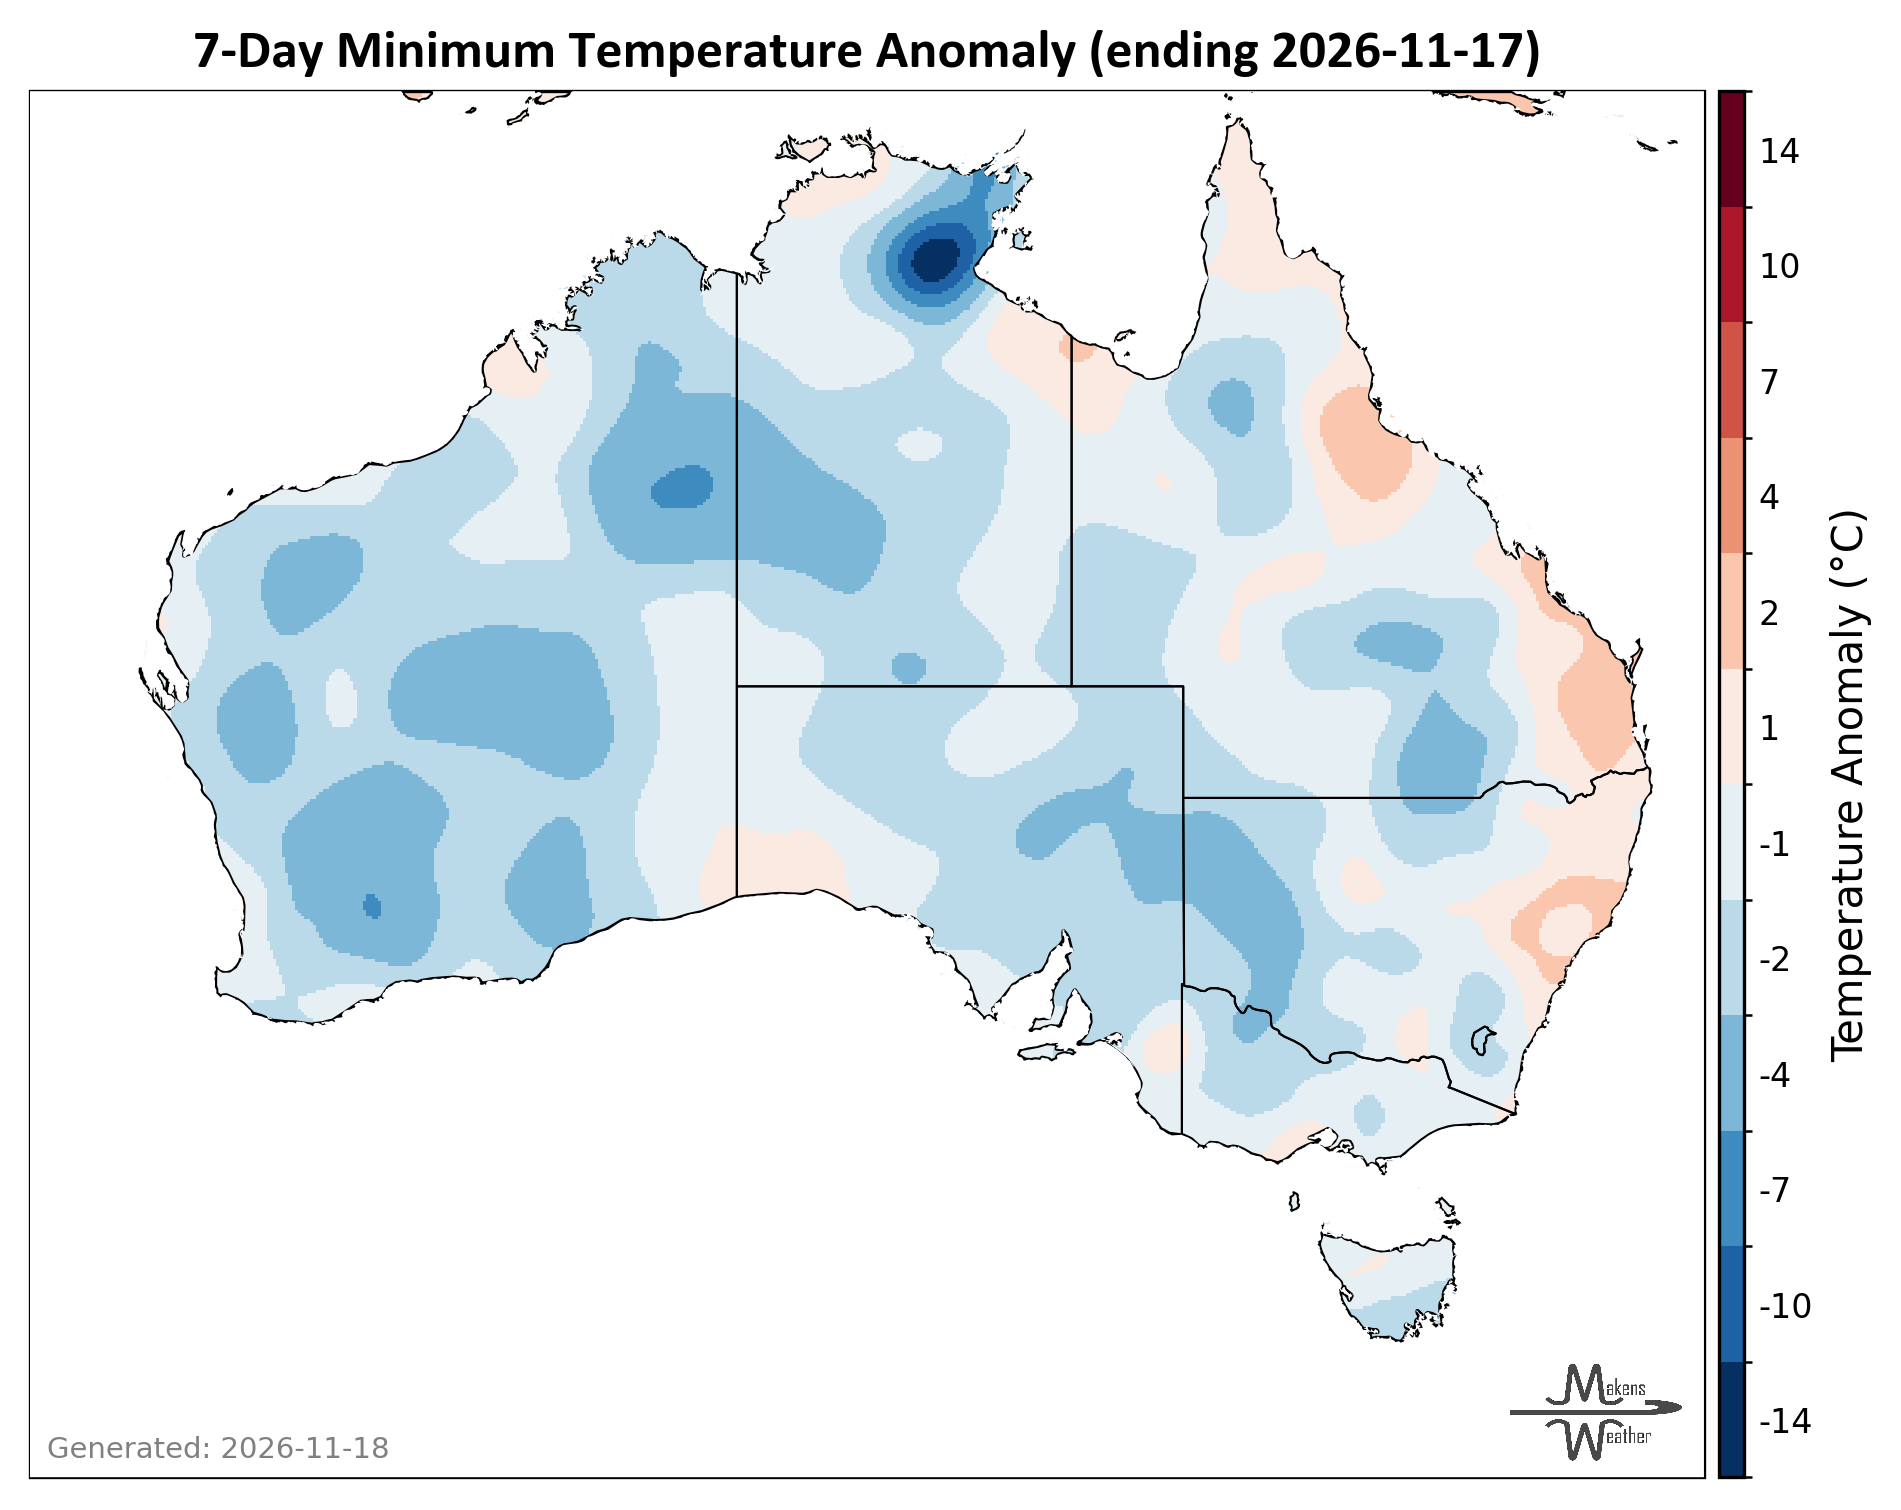 7-Day Minimum Temperature Anomaly (ending 2026-11-17)
14
10
7
4
2
1
-1
-2
-4
-7
-10
-14
Temperature Anomaly (°C)
Makens
Weather
Generated: 2026-11-18